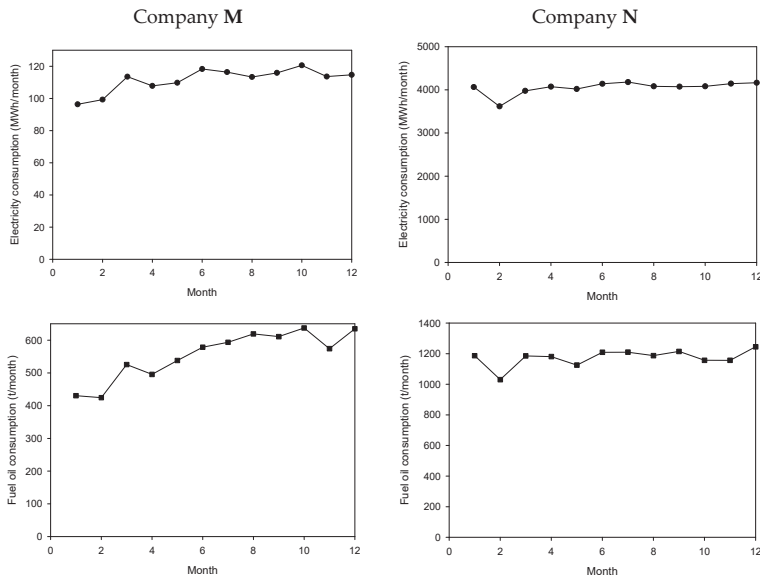 Company M
Company N
Electricity consumption (MWh/month)
120
100
80
60
40
20
0
0 2 4 6 8 10 12
Month
Electricity consumption (MWh/month)
5000
4000
3000
2000
1000
0
0 2 4 6 8 10 12
Month
Fuel oil consumption (t/month)
600
500
400
300
200
100
0
0 2 4 6 8 10 12
Month
Fuel oil consumption (t/month)
1400
1200
1000
800
600
400
200
0
0 2 4 6 8 10 12
Month